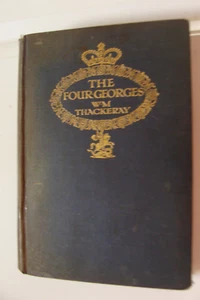 THE
FOUR GEORGES
WM
THACKERAY